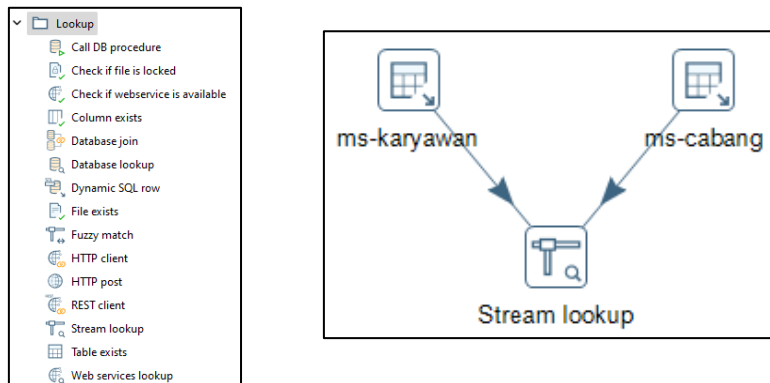 Lookup
Call DB procedure
Check if file is locked
Check if webservice is available
Column exists
Database join
Database lookup
Dynamic SQL row
File exists
Fuzzy match
HTTP client
HTTP post
REST client
Stream lookup
Table exists
Web services lookup
ms-karyawan
ms-cabang
Stream lookup